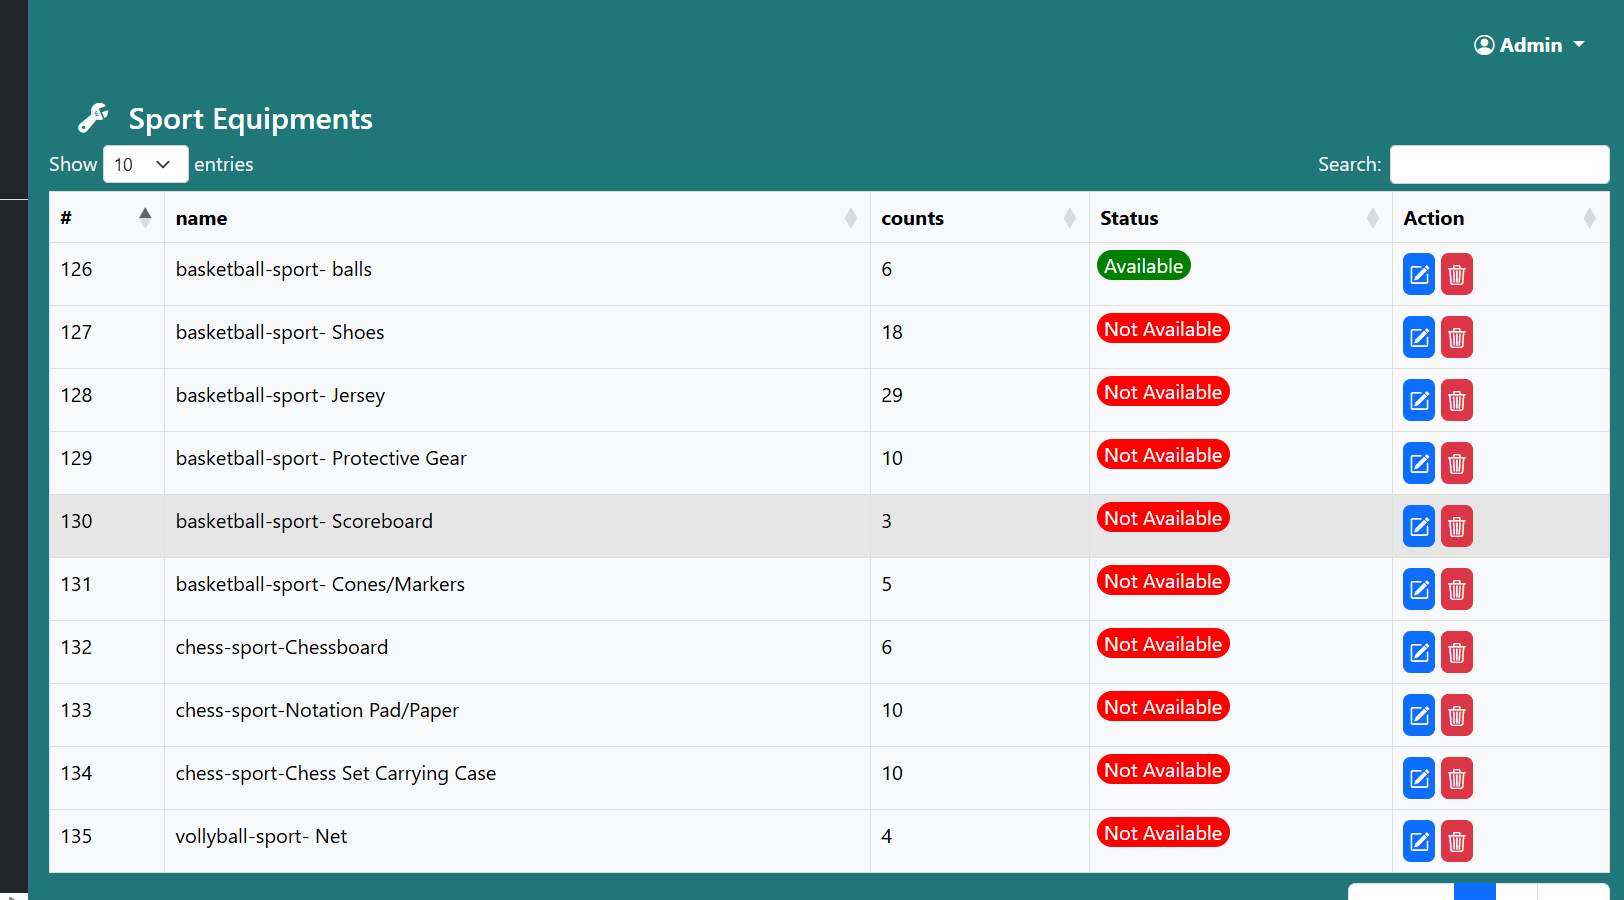 Admin
Sport Equipments
Show 10 entries
Search:
# name counts Status Action
126 basketball-sport- balls 6 Available
127 basketball-sport- Shoes 18 Not Available
128 basketball-sport- Jersey 29 Not Available
129 basketball-sport- Protective Gear 10 Not Available
130 basketball-sport- Scoreboard 3 Not Available
131 basketball-sport- Cones/Markers 5 Not Available
132 chess-sport-Chessboard 6 Not Available
133 chess-sport-Notation Pad/Paper 10 Not Available
134 chess-sport-Chess Set Carrying Case 10 Not Available
135 vollyball-sport- Net 4 Not Available